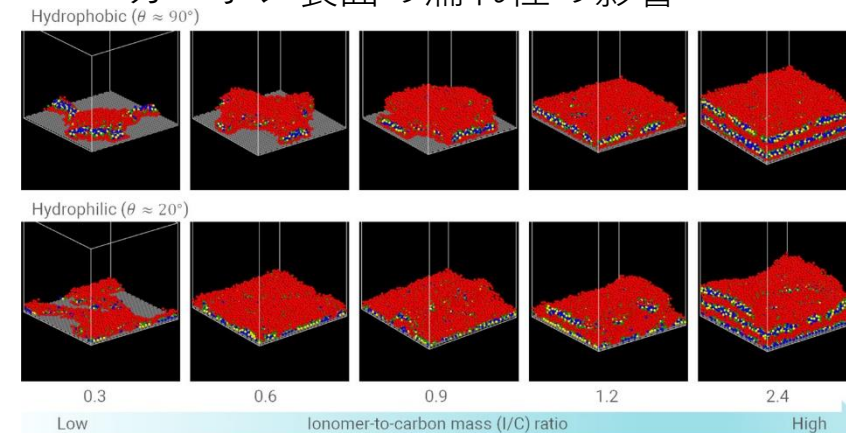 Hydrophobic (θ ≈ 90°)
Hydrophilic (θ ≈ 20°)
0.3 0.6 0.9 1.2 2.4
Low Ionomer-to-carbon mass (I/C) ratio High